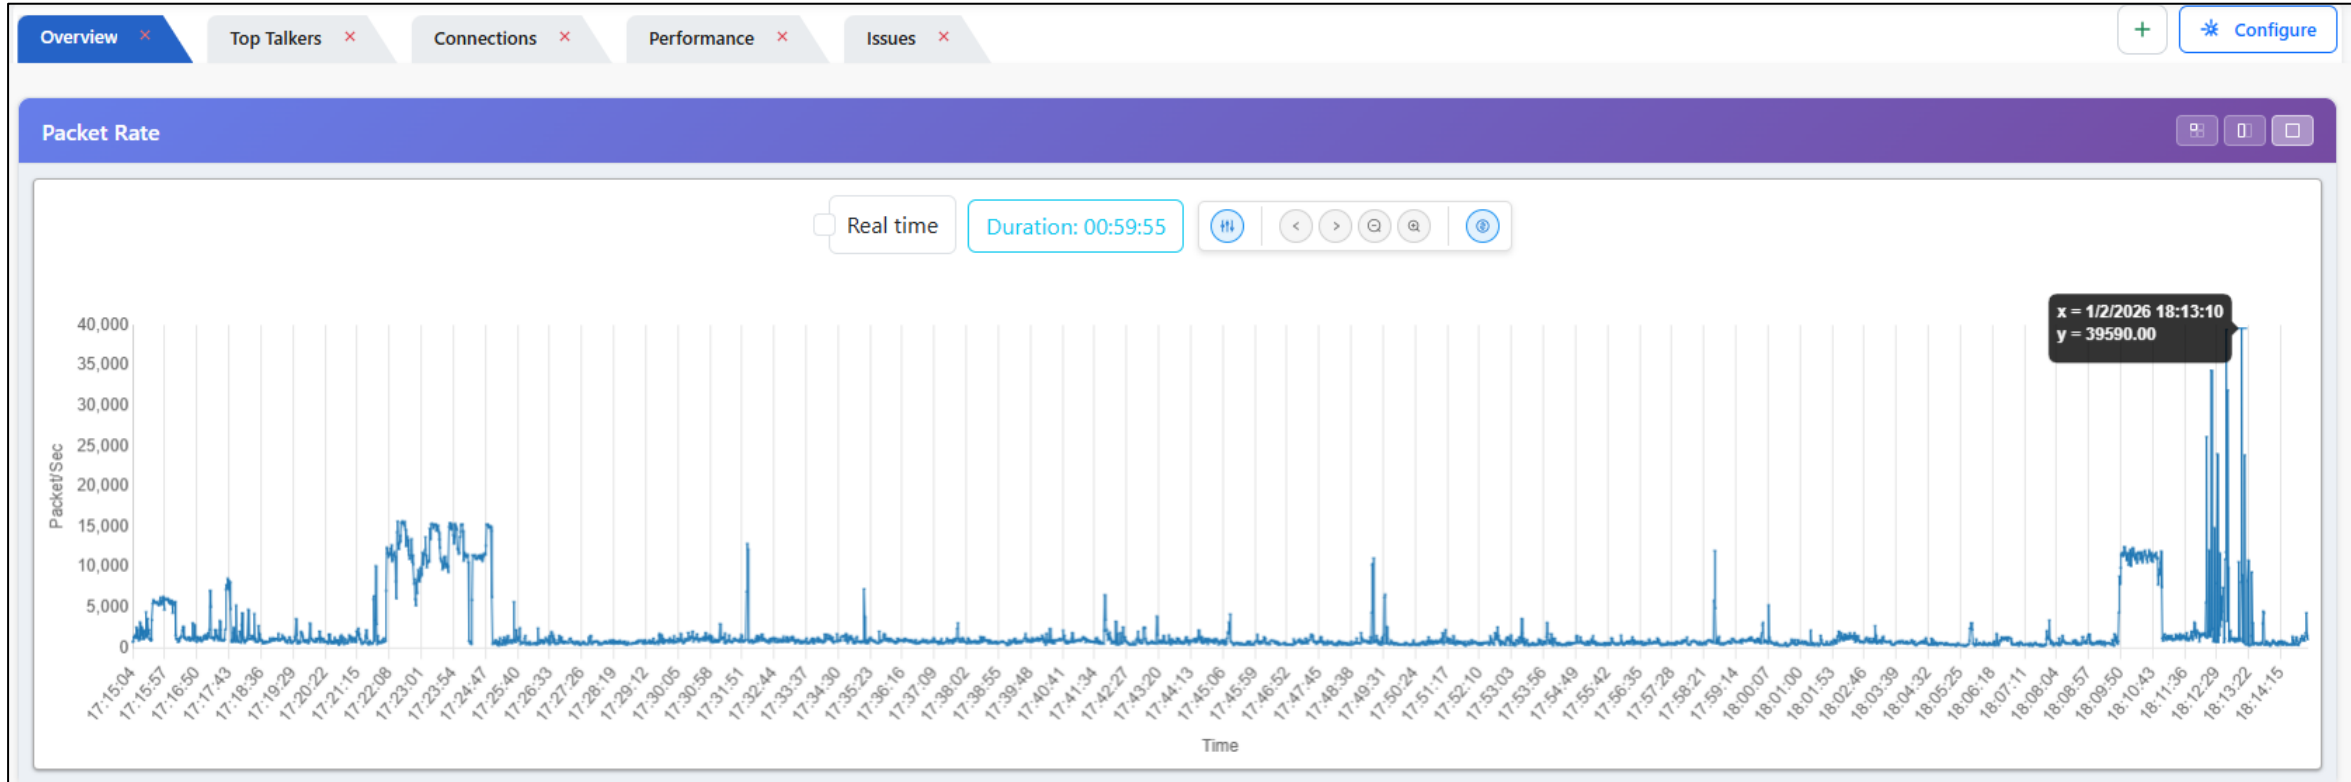 Overview × Top Talkers × Connections × Performance × Issues × + Configure
Packet Rate
Real time Duration: 00:59:55
x = 1/2/2026 18:13:10
y = 39590.00
40,000
35,000
30,000
25,000
20,000
15,000
10,000
5,000
0
Packet/Sec
17:15:04 17:15:57 17:16:50 17:17:43 17:18:36 17:19:29 17:20:22 17:21:15 17:22:08 17:23:01 17:23:54 17:24:47 17:25:40 17:26:33 17:27:26 17:28:19 17:29:12 17:30:05 17:30:58 17:31:51 17:32:44 17:33:37 17:34:30 17:35:23 17:36:16 17:37:09 17:38:02 17:38:55 17:39:48 17:40:41 17:41:34 17:42:27 17:43:20 17:44:13 17:45:06 17:45:59 17:46:52 17:47:45 17:48:38 17:49:31 17:50:24 17:51:17 17:52:10 17:53:03 17:53:56 17:54:49 17:55:42 17:56:35 17:57:28 17:58:21 17:59:14 18:00:07 18:01:00 18:01:53 18:02:46 18:03:39 18:04:32 18:05:25 18:06:18 18:07:11 18:08:04 18:08:57 18:09:50 18:10:43 18:11:36 18:12:29 18:13:22 18:14:15
Time